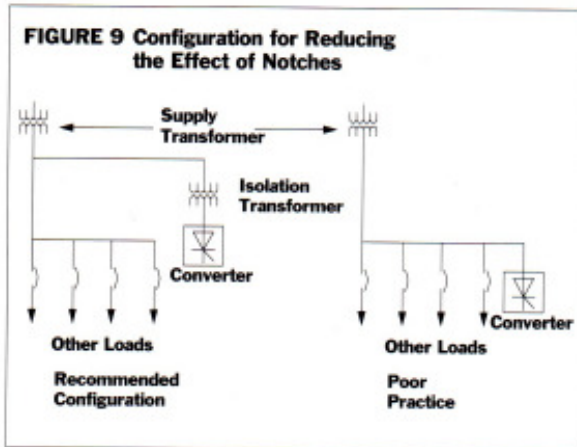 FIGURE 9 Configuration for Reducing
the Effect of Notches
Supply
Transformer
Isolation
Transformer
Converter
Converter
Other Loads
Other Loads
Recommended
Configuration
Poor
Practice